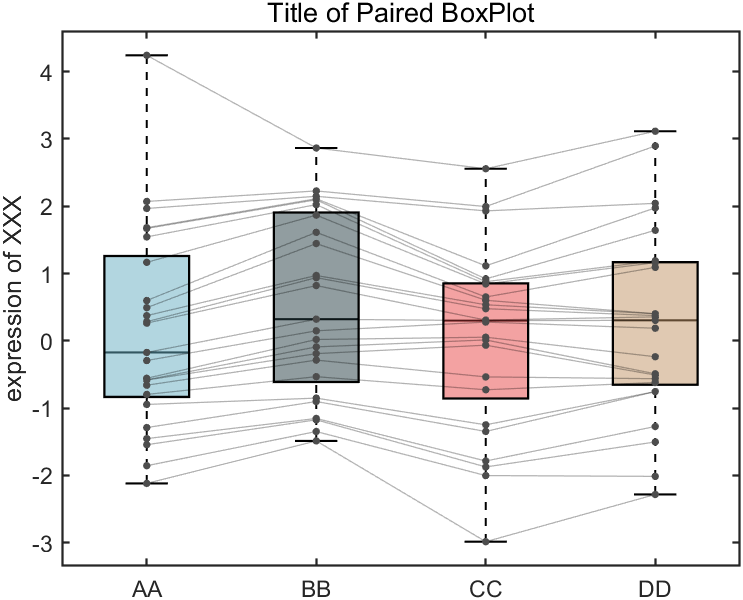 Title of Paired BoxPlot
expression of XXX
4
3
2
1
0
-1
-2
-3
AA BB CC DD